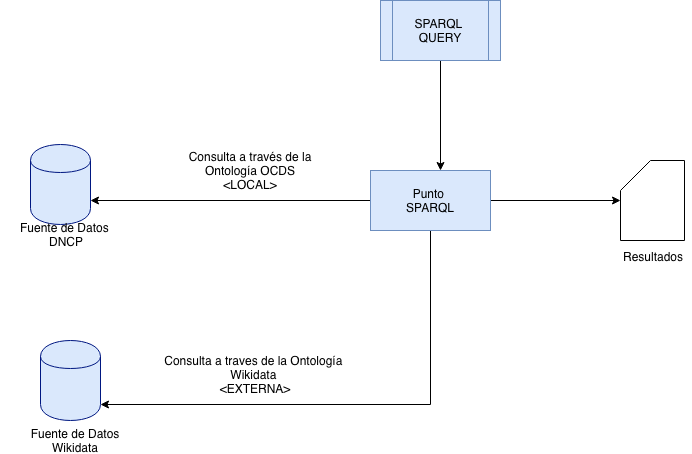 SPARQL
QUERY
Consulta a través de la
Ontología OCDS
<LOCAL>
Punto
SPARQL
Fuente de Datos
DNCP
Resultados
Consulta a traves de la Ontología
Wikidata
<EXTERNA>
Fuente de Datos
Wikidata